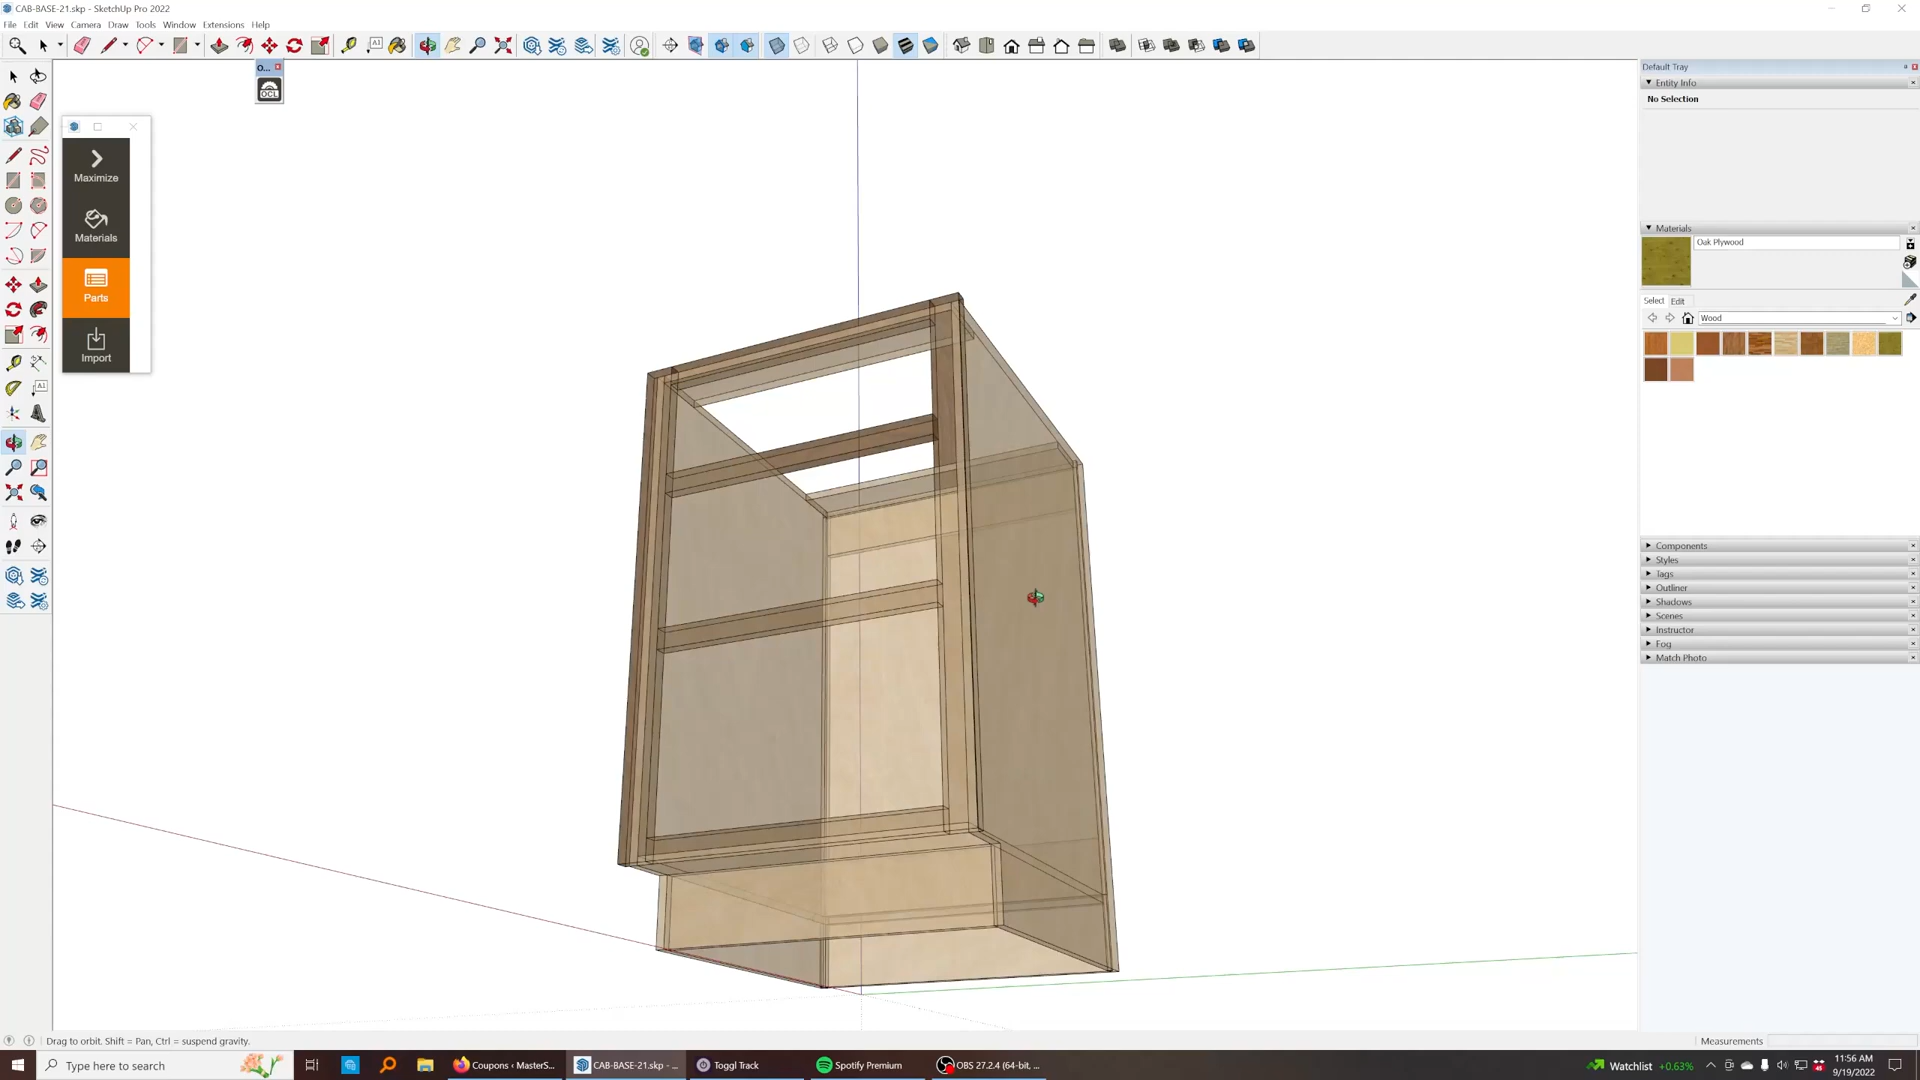 CAB-BASE-21.skp - SketchUp Pro 2022
File Edit View Camera Draw Tools Window Extensions Help
O...
OCL
Maximize
Materials
Parts
Import
Default Tray
Entity Info
No Selection
Materials
Oak Plywood
Select Edit
Wood
Components
Styles
Tags
Outliner
Shadows
Scenes
Instructor
Fog
Match Photo
Drag to orbit. Shift = Pan, Ctrl = suspend gravity.
Measurements
Type here to search
Coupons ‹ MasterS...
CAB-BASE-21.skp - ...
Toggl Track
Spotify Premium
OBS 27.2.4 (64-bit, ...
Watchlist +0.63%
11:56 AM
9/19/2022